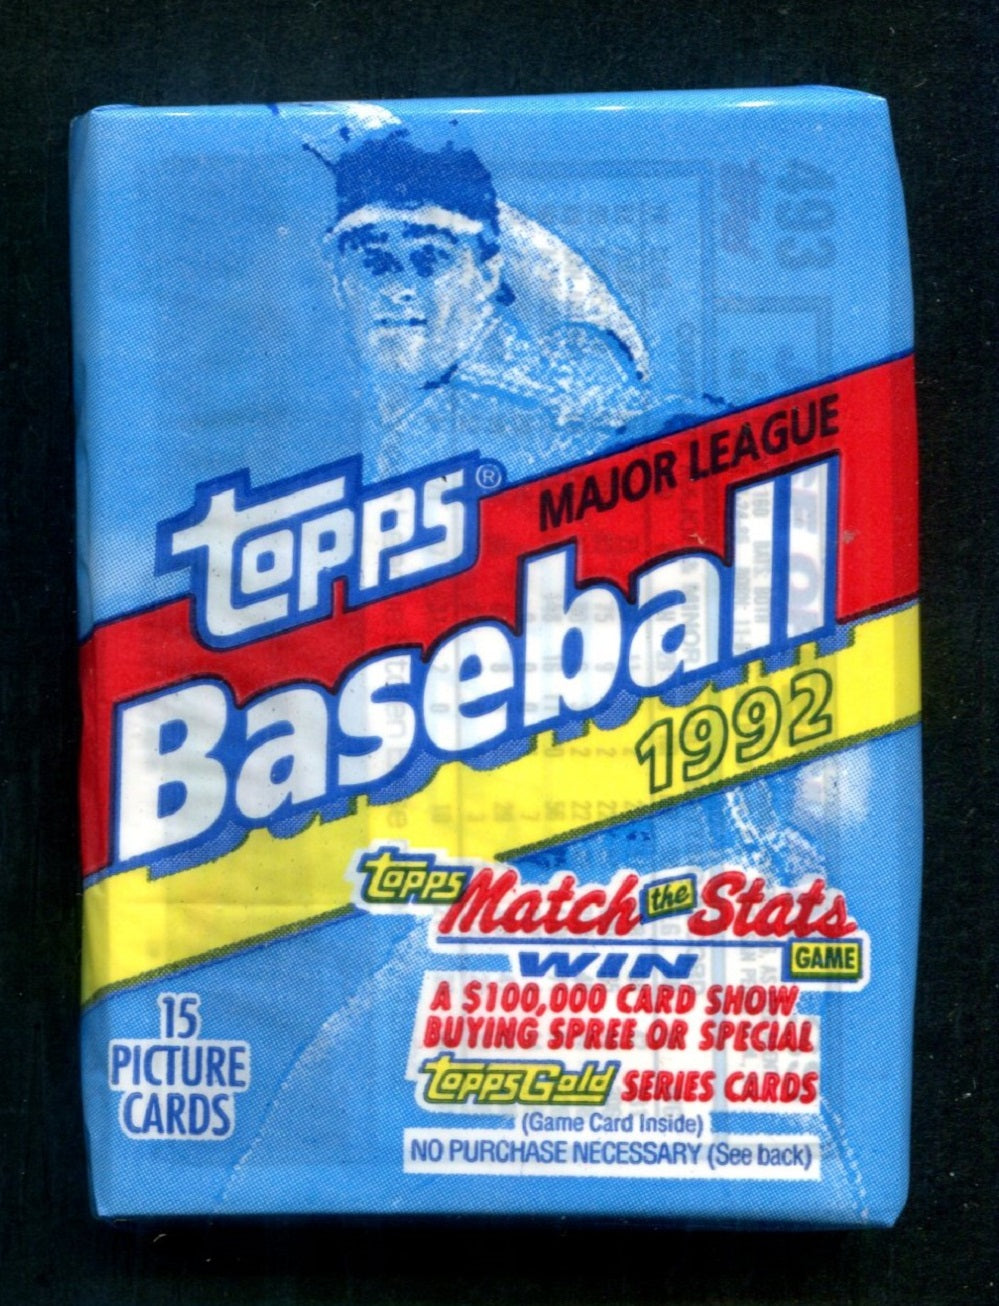 493
TOPPS®
MAJOR LEAGUE
Baseball
1992
TOPPS Match the Stats
GAME
WIN
A $100,000 CARD SHOW
BUYING SPREE OR SPECIAL
ToppsGold SERIES CARDS
(Game Card Inside)
NO PURCHASE NECESSARY (See back)
15
PICTURE
CARDS